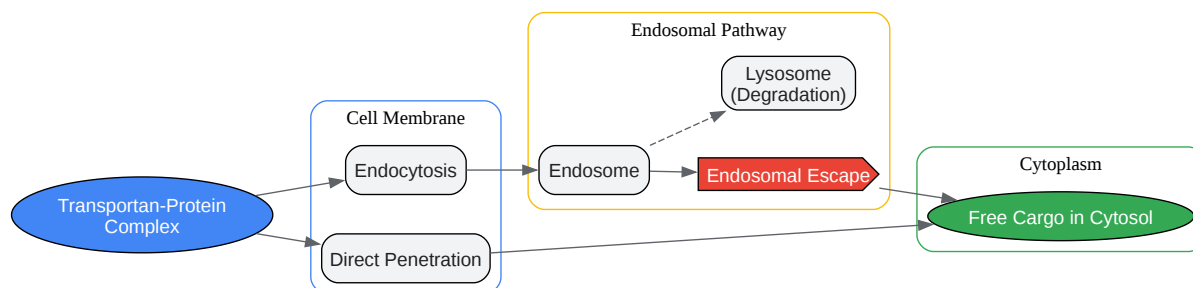 Endosomal Pathway
Lysosome
(Degradation)
Cell Membrane
Endocytosis
Endosome
Endosomal Escape
Cytoplasm
Transportan-Protein
Complex
Free Cargo in Cytosol
Direct Penetration